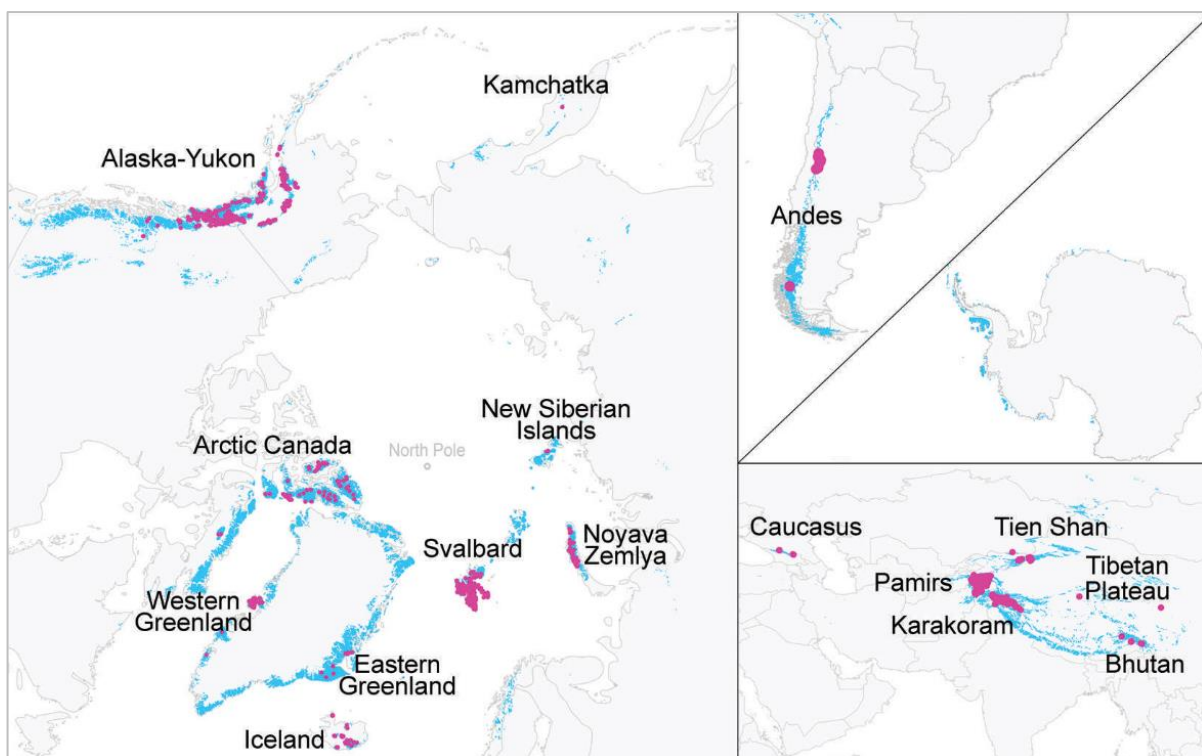 Kamchatka
Alaska-Yukon
New Siberian
Islands
Arctic Canada
North Pole
Svalbard
Noyava
Zemlya
Western
Greenland
Eastern
Greenland
Iceland
Andes
Caucasus
Tien Shan
Pamirs
Tibetan
Plateau
Karakoram
Bhutan